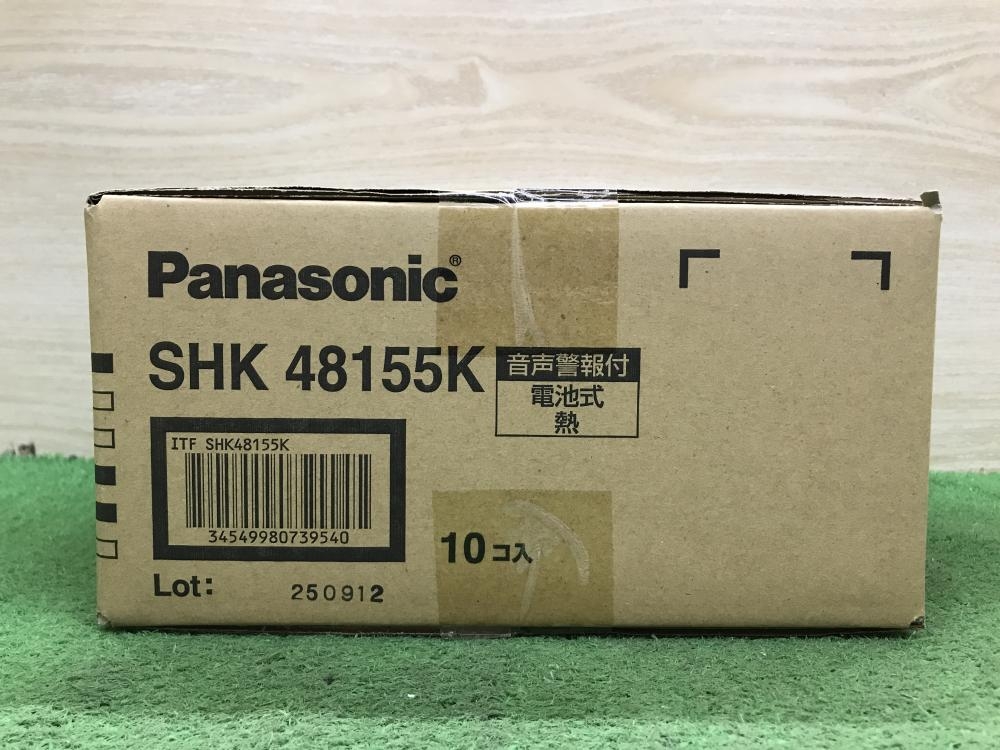 Panasonic®
SHK 48155K
音声警報付
電池式
熱
ITF SHK48155K
34549980739540
10コ入
Lot: 250912